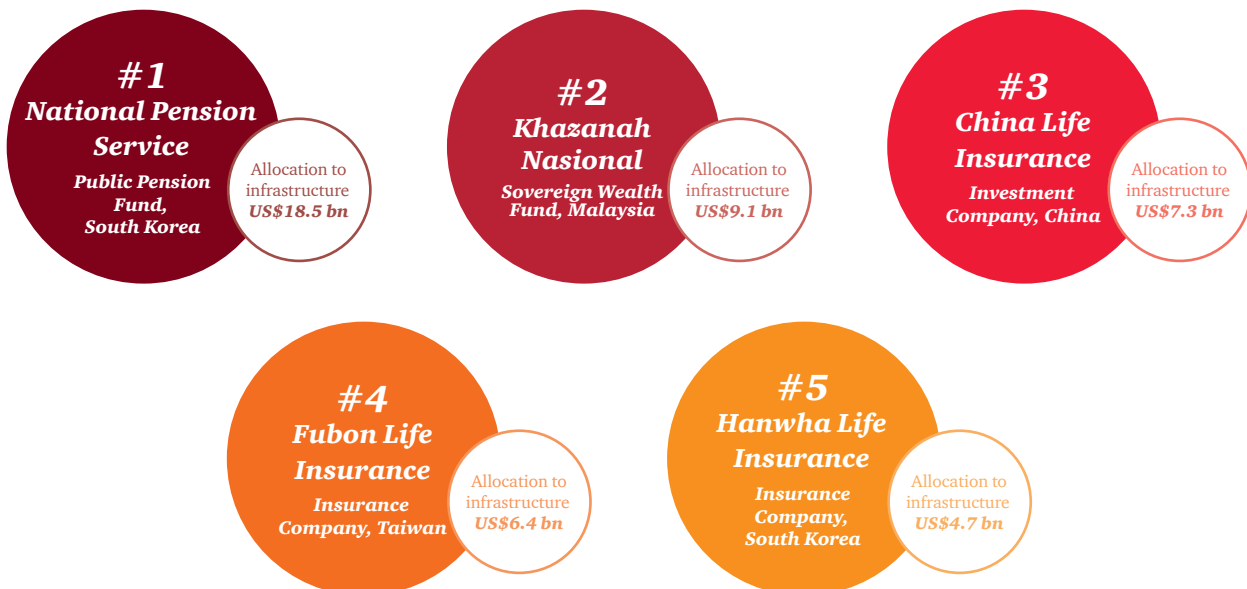 #1
National Pension
Service
Public Pension
Fund,
South Korea
Allocation to
infrastructure
US$18.5 bn
#2
Khazanah
Nasional
Sovereign Wealth
Fund, Malaysia
Allocation to
infrastructure
US$9.1 bn
#3
China Life
Insurance
Investment
Company, China
Allocation to
infrastructure
US$7.3 bn
#4
Fubon Life
Insurance
Insurance
Company, Taiwan
Allocation to
infrastructure
US$6.4 bn
#5
Hanwha Life
Insurance
Insurance
Company,
South Korea
Allocation to
infrastructure
US$4.7 bn